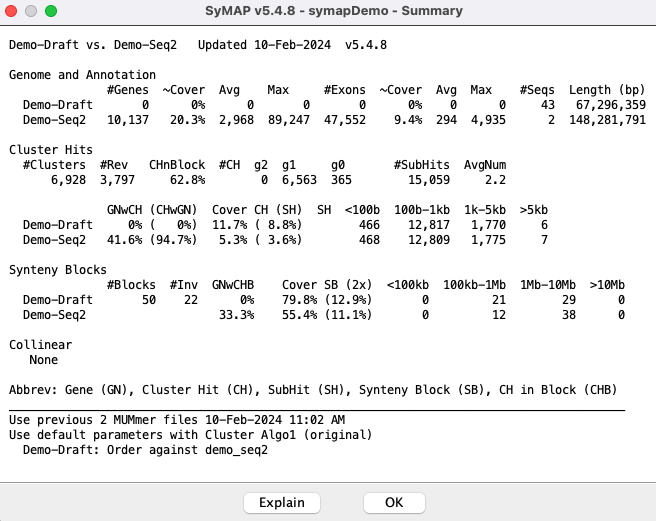 SyMAP v5.4.8 - symapDemo - Summary
Demo-Draft vs. Demo-Seq2   Updated 10-Feb-2024  v5.4.8
Genome and Annotation
             #Genes  ~Cover  Avg    Max     #Exons  ~Cover  Avg  Max    #Seqs  Length (bp)
  Demo-Draft      0      0%     0       0        0      0%    0      0     43   67,296,359
  Demo-Seq2  10,137   20.3%  2,968  89,247  47,552    9.4%  294  4,935      2  148,281,791
Cluster Hits
  #Clusters  #Rev   CHnBlock  #CH  g2  g1     g0      #SubHits  AvgNum
      6,928  3,797     62.8%        0  6,563  365       15,059     2.2
             GNwCH (CHwGN)   Cover CH (SH)   SH  <100b  100b-1kb  1k-5kb  >5kb
  Demo-Draft    0% (   0%)   11.7% ( 8.8%)         466    12,817   1,770     6
  Demo-Seq2  41.6% (94.7%)    5.3% ( 3.6%)         468    12,809   1,775     7
Synteny Blocks
             #Blocks  #Inv  GNwCHB    Cover SB (2x)  <100kb  100kb-1Mb  1Mb-10Mb  >10Mb
  Demo-Draft      50    22      0%    79.8% (12.9%)       0         21        29      0
  Demo-Seq2                  33.3%    55.4% (11.1%)       0         12        38      0
Collinear
   None
Abbrev: Gene (GN), Cluster Hit (CH), SubHit (SH), Synteny Block (SB), CH in Block (CHB)
Use previous 2 MUMmer files 10-Feb-2024 11:02 AM
Use default parameters with Cluster Algo1 (original)
  Demo-Draft: Order against demo_seq2
Explain   OK